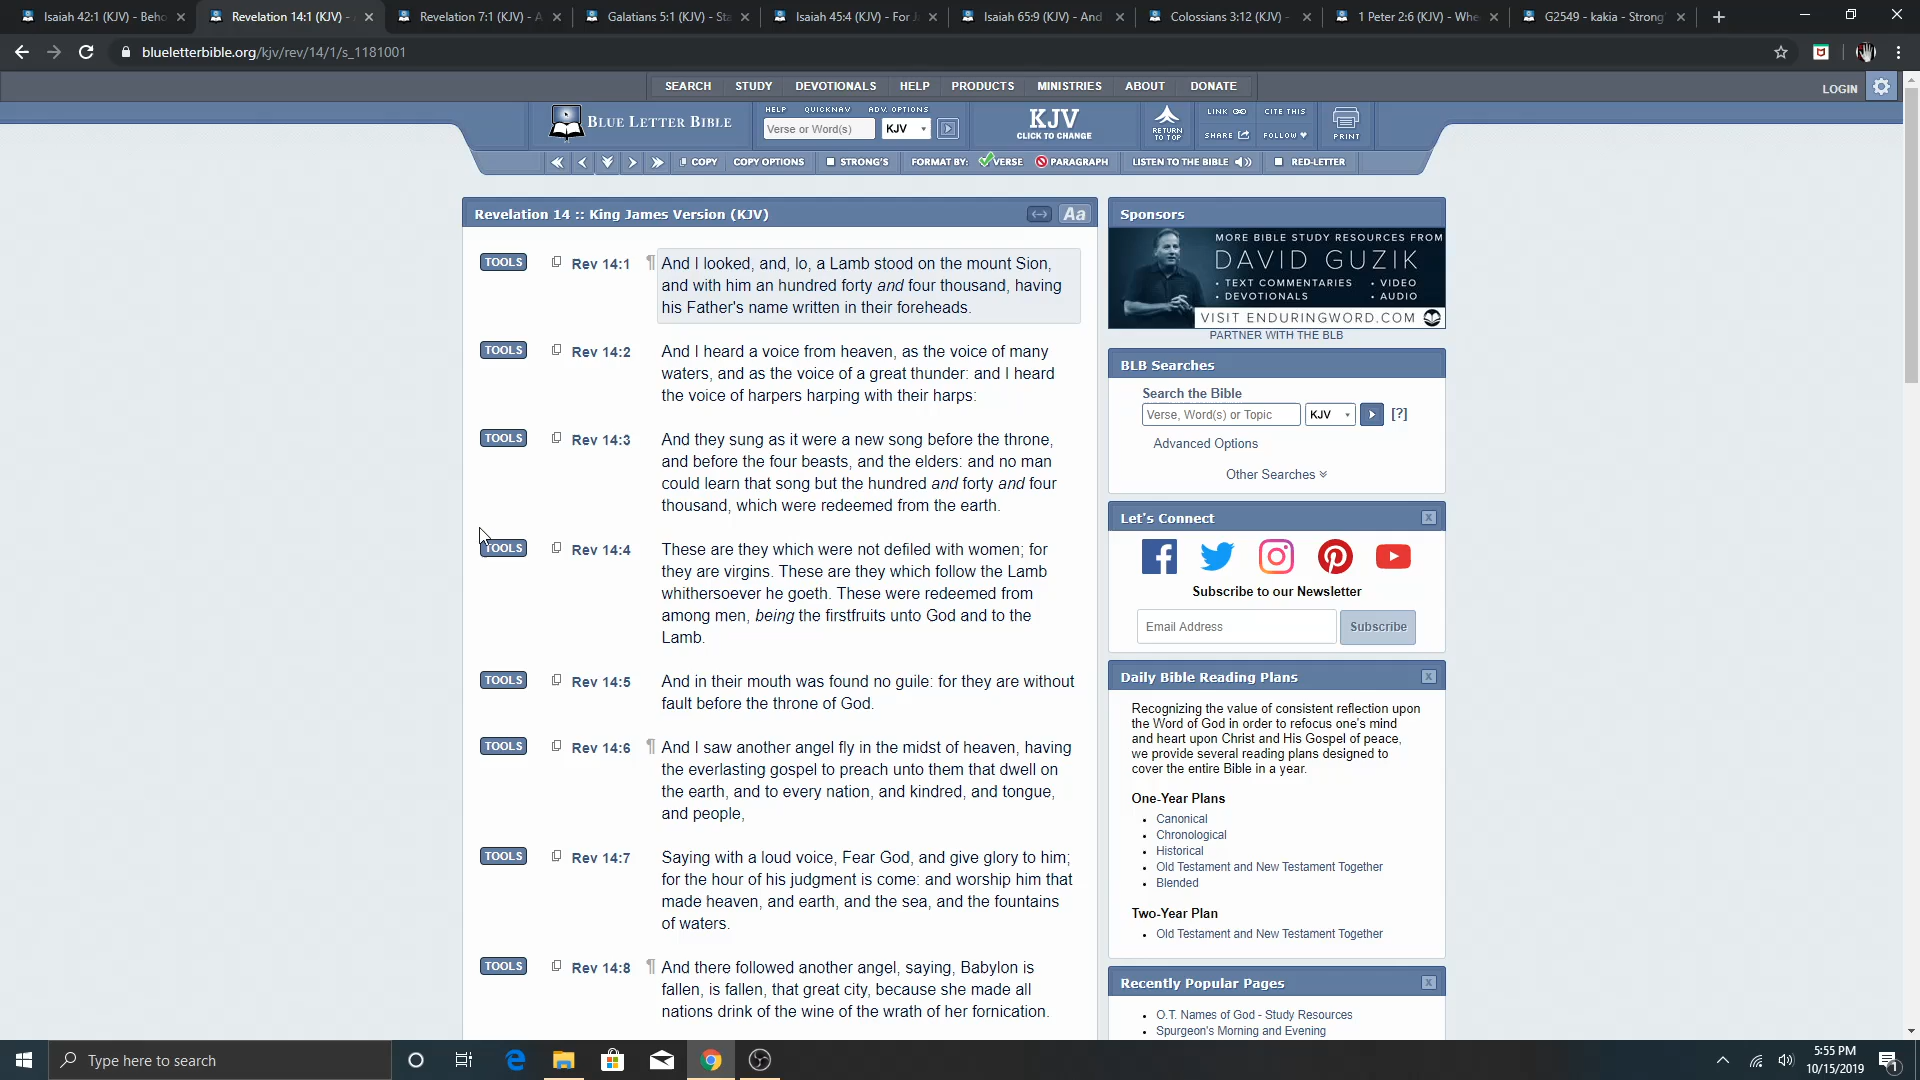 Isaiah 42:1 (KJV) - Beho
Revelation 14:1 (KJV) -
Revelation 7:1 (KJV) - A
Galatians 5:1 (KJV) - Sta
Isaiah 45:4 (KJV) - For J
Isaiah 65:9 (KJV) - And
Colossians 3:12 (KJV) -
1 Peter 2:6 (KJV) - Whe
G2549 - kakia - Strong'
blueletterbible.org/kjv/rev/14/1/s_1181001
SEARCH STUDY DEVOTIONALS HELP PRODUCTS MINISTRIES ABOUT DONATE
LOGIN
BLUE LETTER BIBLE
HELP QUICKNAV ADV. OPTIONS
Verse or Word(s) KJV
KJV
CLICK TO CHANGE
RETURN
TO TOP
LINK CITE THIS
SHARE FOLLOW
PRINT
COPY COPY OPTIONS STRONG'S FORMAT BY: VERSE PARAGRAPH LISTEN TO THE BIBLE RED-LETTER
Revelation 14 :: King James Version (KJV)
Aa
TOOLS Rev 14:1 ¶ And I looked, and, lo, a Lamb stood on the mount Sion,
and with him an hundred forty and four thousand, having
his Father's name written in their foreheads.
TOOLS Rev 14:2 And I heard a voice from heaven, as the voice of many
waters, and as the voice of a great thunder: and I heard
the voice of harpers harping with their harps:
TOOLS Rev 14:3 And they sung as it were a new song before the throne,
and before the four beasts, and the elders: and no man
could learn that song but the hundred and forty and four
thousand, which were redeemed from the earth.
TOOLS Rev 14:4 These are they which were not defiled with women; for
they are virgins. These are they which follow the Lamb
whithersoever he goeth. These were redeemed from
among men, being the firstfruits unto God and to the
Lamb.
TOOLS Rev 14:5 And in their mouth was found no guile: for they are without
fault before the throne of God.
TOOLS Rev 14:6 ¶ And I saw another angel fly in the midst of heaven, having
the everlasting gospel to preach unto them that dwell on
the earth, and to every nation, and kindred, and tongue,
and people,
TOOLS Rev 14:7 Saying with a loud voice, Fear God, and give glory to him;
for the hour of his judgment is come: and worship him that
made heaven, and earth, and the sea, and the fountains
of waters.
TOOLS Rev 14:8 ¶ And there followed another angel, saying, Babylon is
fallen, is fallen, that great city, because she made all
nations drink of the wine of the wrath of her fornication.
Sponsors
MORE BIBLE STUDY RESOURCES FROM
DAVID GUZIK
• TEXT COMMENTARIES • VIDEO
• DEVOTIONALS • AUDIO
VISIT ENDURINGWORD.COM
PARTNER WITH THE BLB
BLB Searches
Search the Bible
Verse, Word(s) or Topic KJV [?]
Advanced Options
Other Searches
Let's Connect X
Subscribe to our Newsletter
Email Address Subscribe
Daily Bible Reading Plans X
Recognizing the value of consistent reflection upon
the Word of God in order to refocus one's mind
and heart upon Christ and His Gospel of peace,
we provide several reading plans designed to
cover the entire Bible in a year.
One-Year Plans
• Canonical
• Chronological
• Historical
• Old Testament and New Testament Together
• Blended
Two-Year Plan
• Old Testament and New Testament Together
Recently Popular Pages X
• O.T. Names of God - Study Resources
• Spurgeon's Morning and Evening
Type here to search
5:55 PM
10/15/2019
1